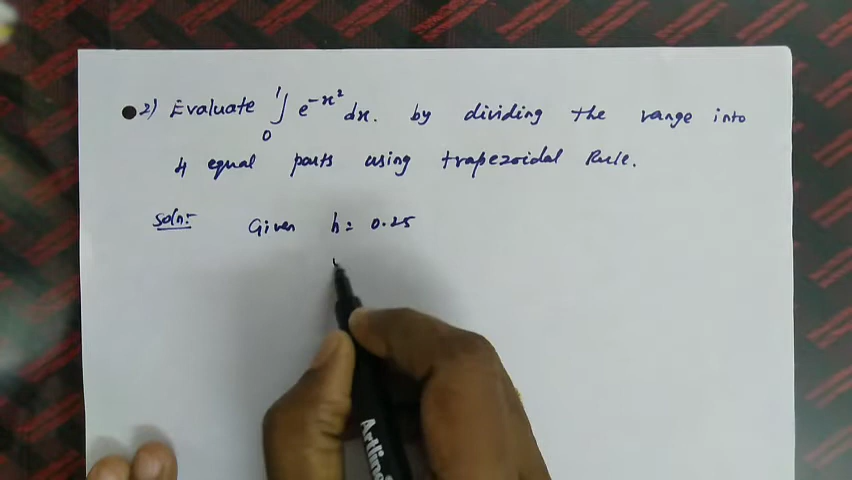 2) Evaluate ∫₀¹ e^{-x²} dx. by dividing the range into
4 equal parts using trapezoidal Rule.
Soln:- Given h = 0.25
Artline